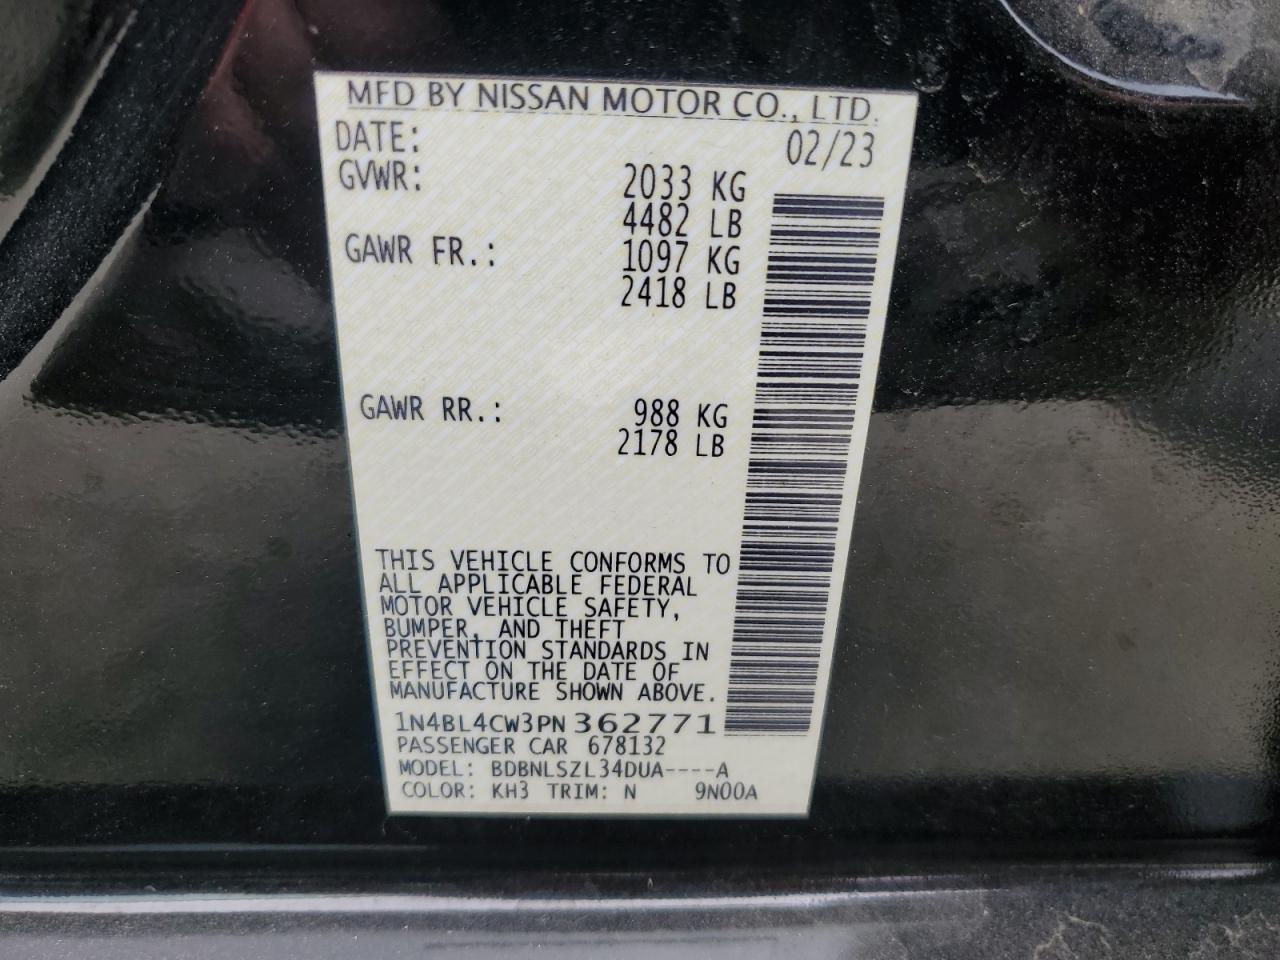 MFD BY NISSAN MOTOR CO., LTD.
DATE: 02/23
GVWR: 2033 KG
4482 LB
GAWR FR.: 1097 KG
2418 LB
GAWR RR.: 988 KG
2178 LB
THIS VEHICLE CONFORMS TO
ALL APPLICABLE FEDERAL
MOTOR VEHICLE SAFETY,
BUMPER, AND THEFT
PREVENTION STANDARDS IN
EFFECT ON THE DATE OF
MANUFACTURE SHOWN ABOVE.
1N4BL4CW3PN362771
PASSENGER CAR 678132
MODEL: BDBNLSZL34DUA----A
COLOR: KH3 TRIM: N 9N00A